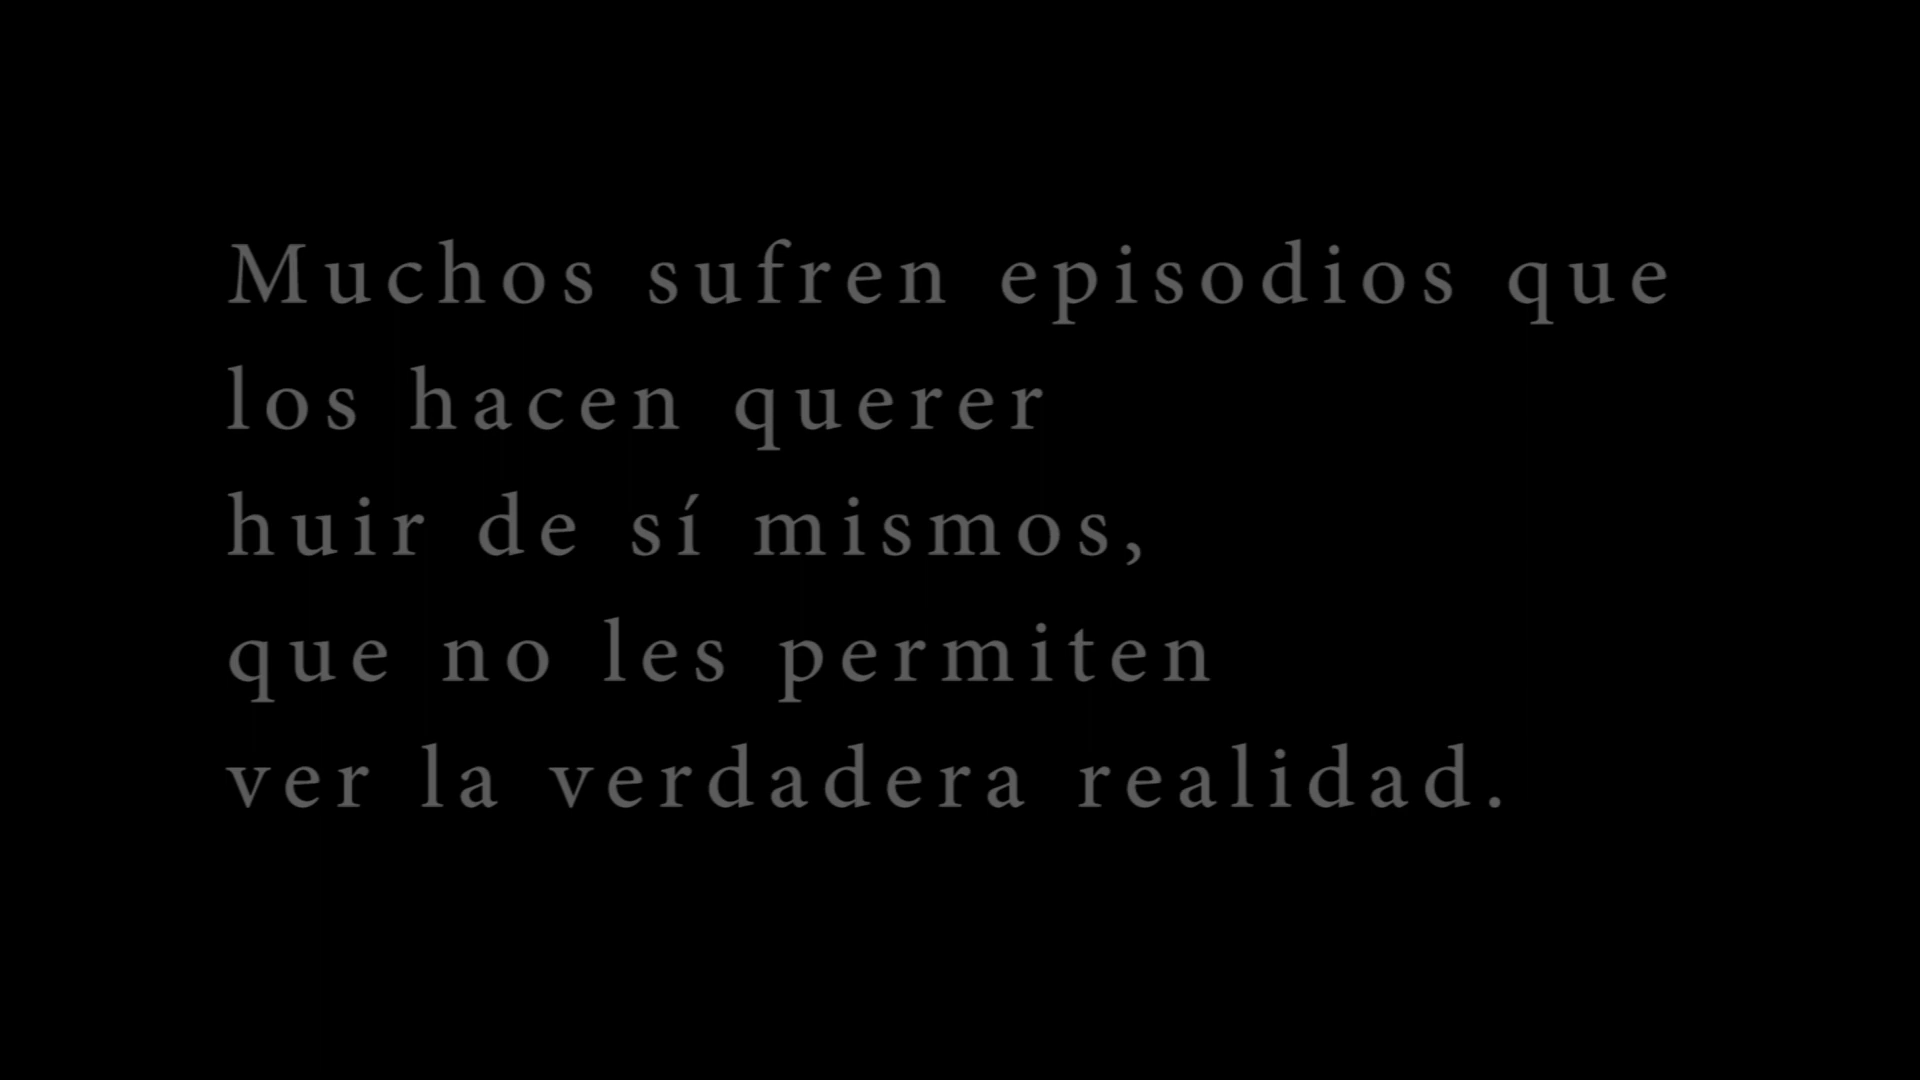 Muchos sufren episodios que
los hacen querer
huir de sí mismos,
que no les permiten
ver la verdadera realidad.